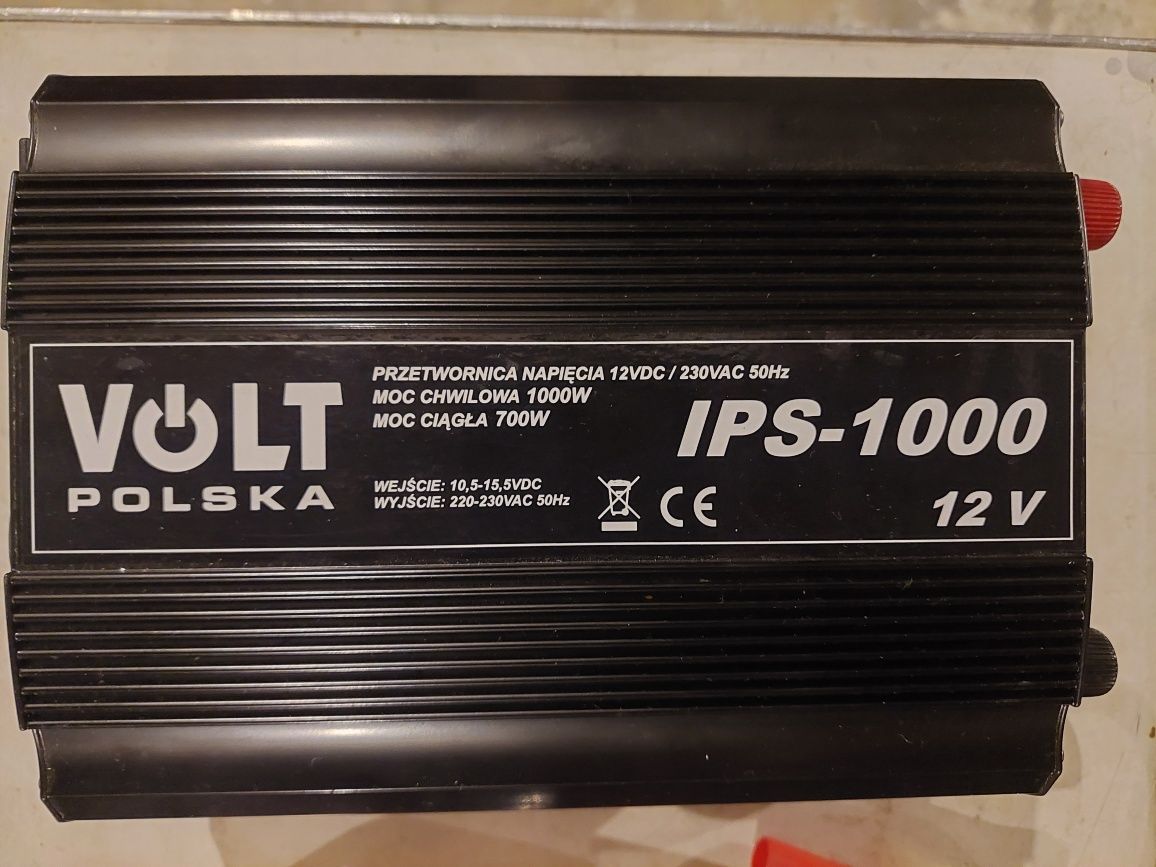 VOLT
POLSKA
PRZETWORNICA NAPIĘCIA 12VDC / 230VAC 50Hz
MOC CHWILOWA 1000W
MOC CIĄGŁA 700W
WEJŚCIE: 10,5-15,5VDC
WYJŚCIE: 220-230VAC 50Hz
CE
IPS-1000
12 V